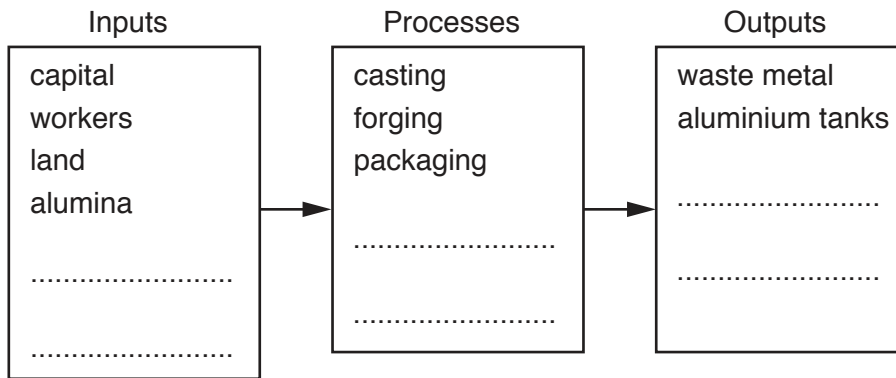 Inputs
capital
workers
land
alumina
.........................
.........................
Processes
casting
forging
packaging
.........................
.........................
Outputs
waste metal
aluminium tanks
.........................
.........................